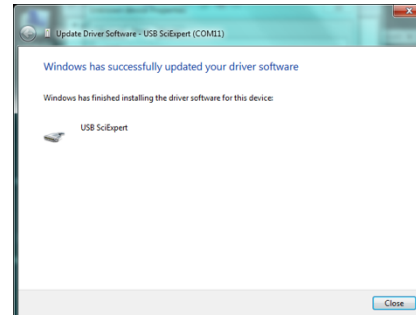 Update Driver Software - USB SciExpert (COM11)
Windows has successfully updated your driver software
Windows has finished installing the driver software for this device:
USB SciExpert
Close